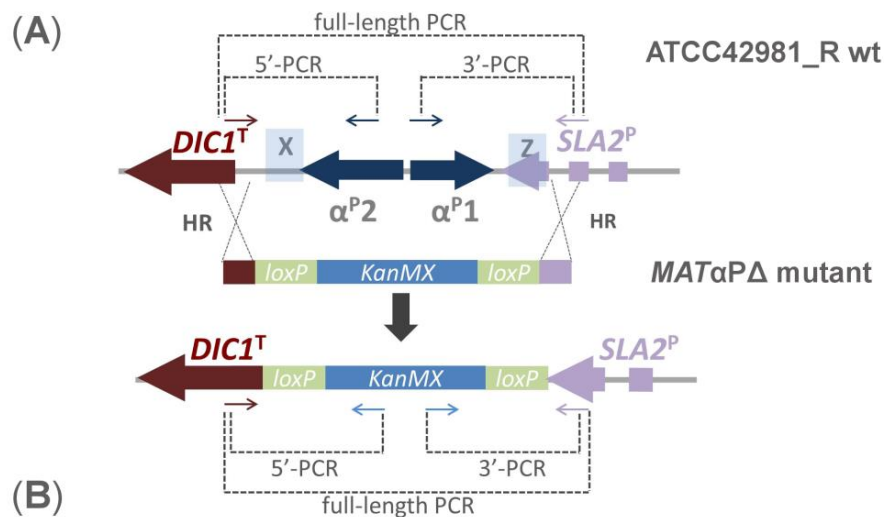 (A)
full-length PCR
ATCC42981_R wt
5’-PCR
3’-PCR
DIC1ᵀ
X
Z
SLA2ᴾ
αᴾ2
αᴾ1
HR
HR
loxP
KanMX
loxP
MATαPΔ mutant
DIC1ᵀ
SLA2ᴾ
loxP
KanMX
loxP
5’-PCR
3’-PCR
(B)
full-length PCR